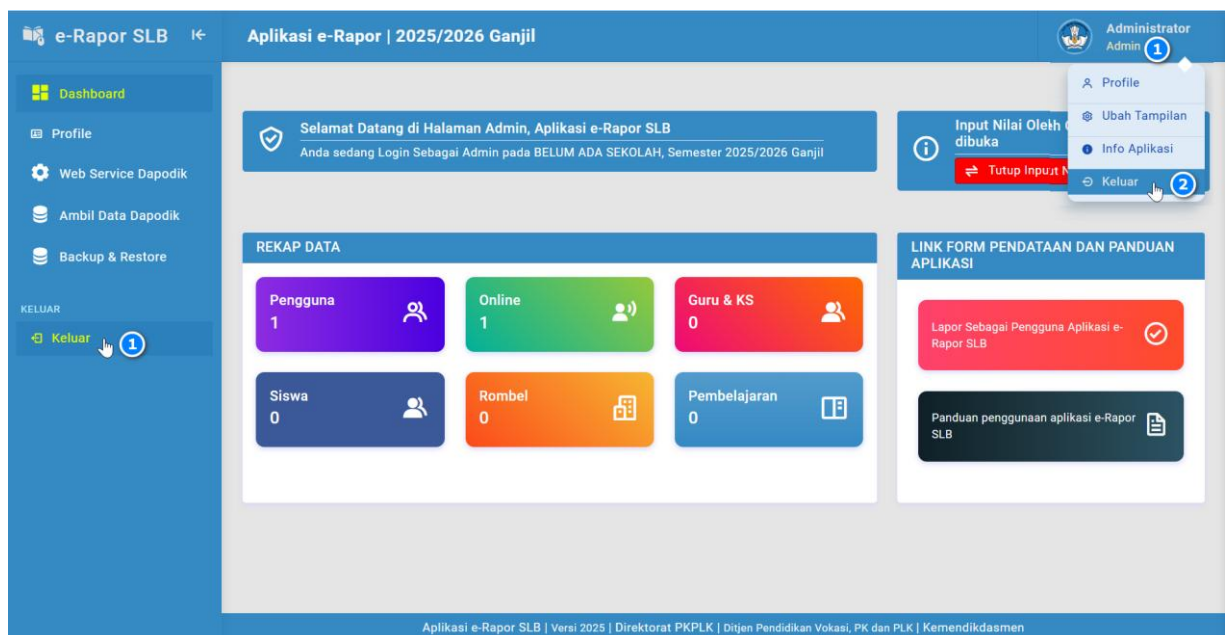 e-Rapor SLB
Aplikasi e-Rapor | 2025/2026 Ganjil
Administrator
Admin
1
Profile
Ubah Tampilan
Info Aplikasi
Keluar
2
Dashboard
Profile
Web Service Dapodik
Ambil Data Dapodik
Backup & Restore
KELUAR
Keluar
1
Selamat Datang di Halaman Admin, Aplikasi e-Rapor SLB
Anda sedang Login Sebagai Admin pada BELUM ADA SEKOLAH, Semester 2025/2026 Ganjil
Input Nilai
dibuka
Tutup
REKAP DATA
Pengguna
1
Online
1
Guru & KS
0
Siswa
0
Rombel
0
Pembelajaran
0
LINK FORM PENDATAAN DAN PANDUAN
APLIKASI
Lapor Sebagai Pengguna Aplikasi e-
Rapor SLB
Panduan penggunaan aplikasi e-Rapor
SLB
Aplikasi e-Rapor SLB | Versi 2025 | Direktorat PKPLK | Ditjen Pendidikan Vokasi, PK dan PLK | Kemendikdasmen